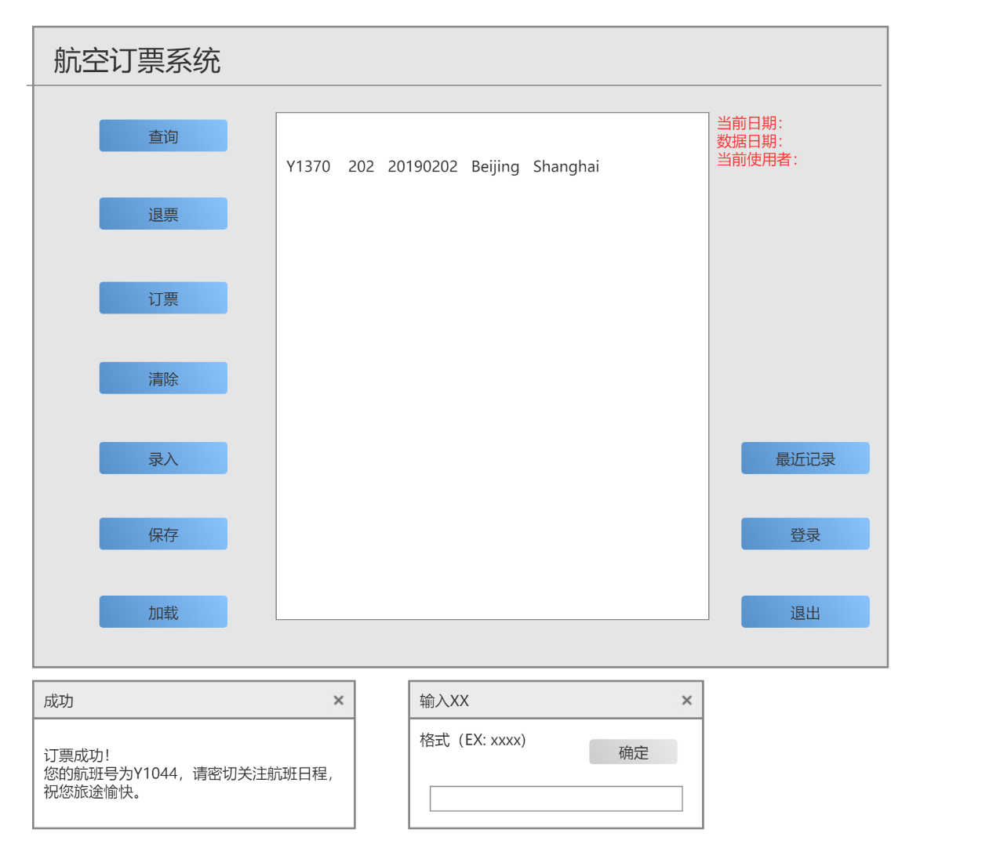 航空订票系统
查询
退票
订票
清除
录入
保存
加载
Y1370 202 20190202 Beijing Shanghai
当前日期：
数据日期：
当前使用者：
最近记录
登录
退出
成功 ×
订票成功！
您的航班号为Y1044，请密切关注航班日程，
祝您旅途愉快。
输入XX ×
格式（EX: xxxx）
确定